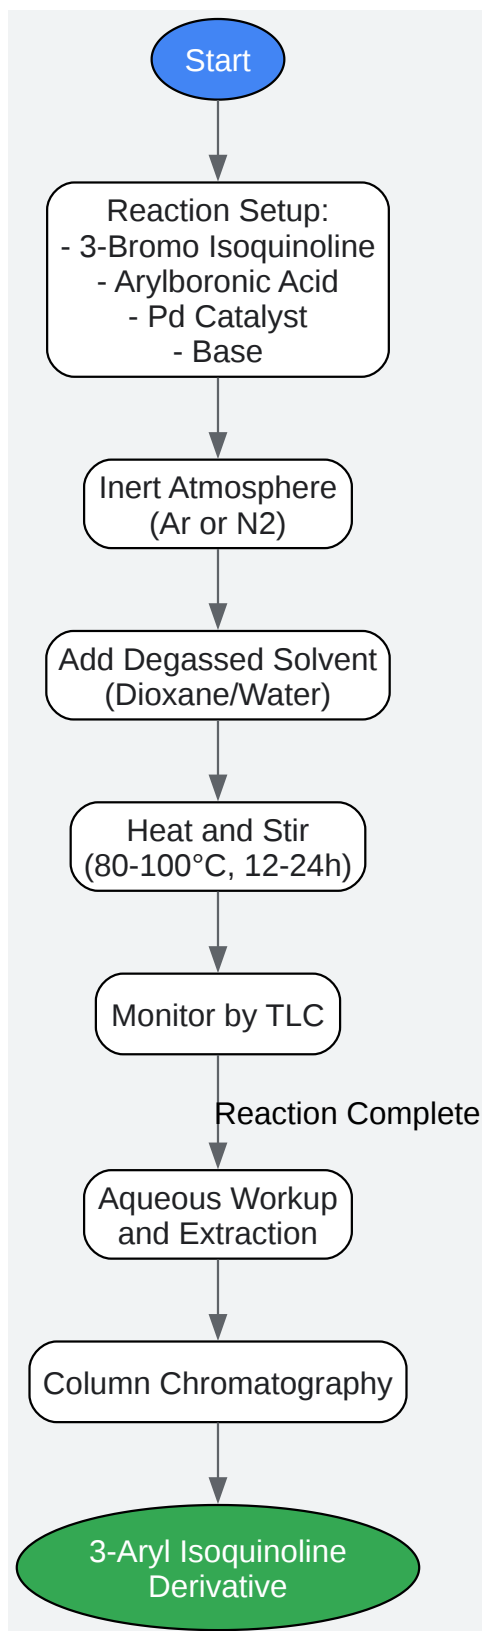 Start
Reaction Setup:
- 3-Bromo Isoquinoline
- Arylboronic Acid
- Pd Catalyst
- Base
Inert Atmosphere
(Ar or N2)
Add Degassed Solvent
(Dioxane/Water)
Heat and Stir
(80-100°C, 12-24h)
Monitor by TLC
Reaction Complete
Aqueous Workup
and Extraction
Column Chromatography
3-Aryl Isoquinoline
Derivative